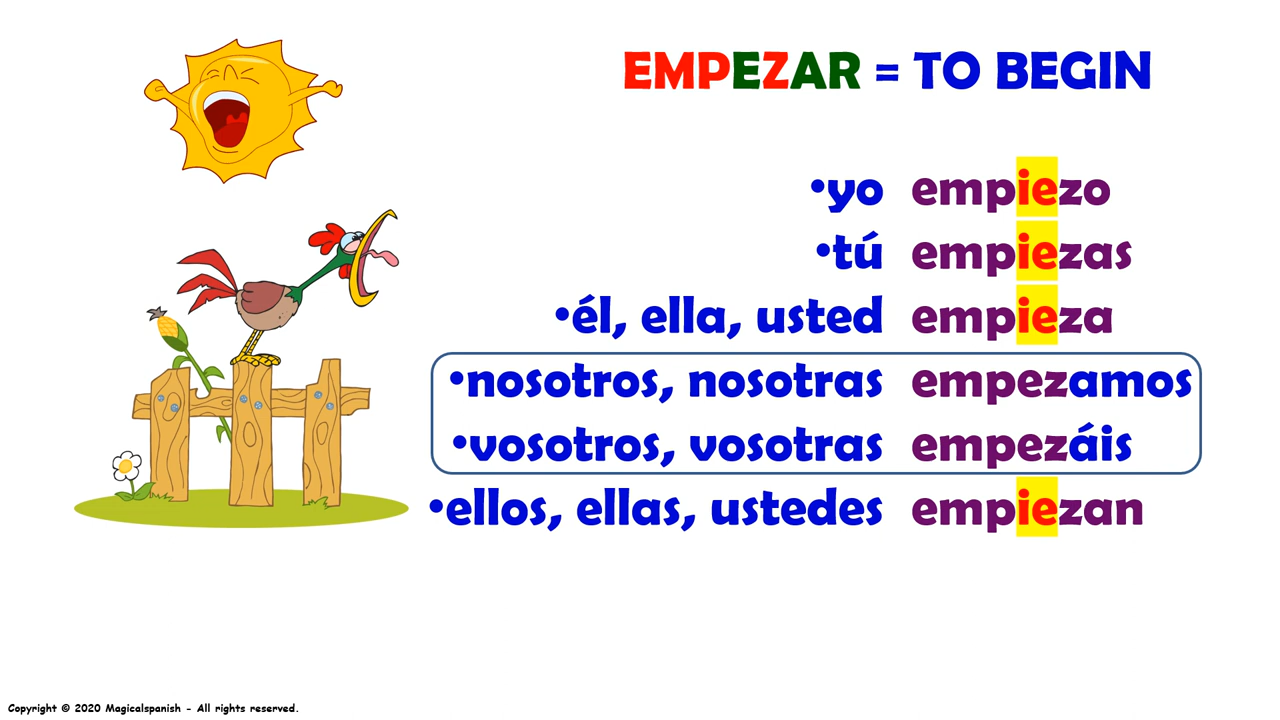 EMPEZAR = TO BEGIN
•yo empiezo
•tú empiezas
•él, ella, usted empieza
•nosotros, nosotras empezamos
•vosotros, vosotras empezáis
•ellos, ellas, ustedes empiezan
Copyright © 2020 Magicalspanish - All rights reserved.